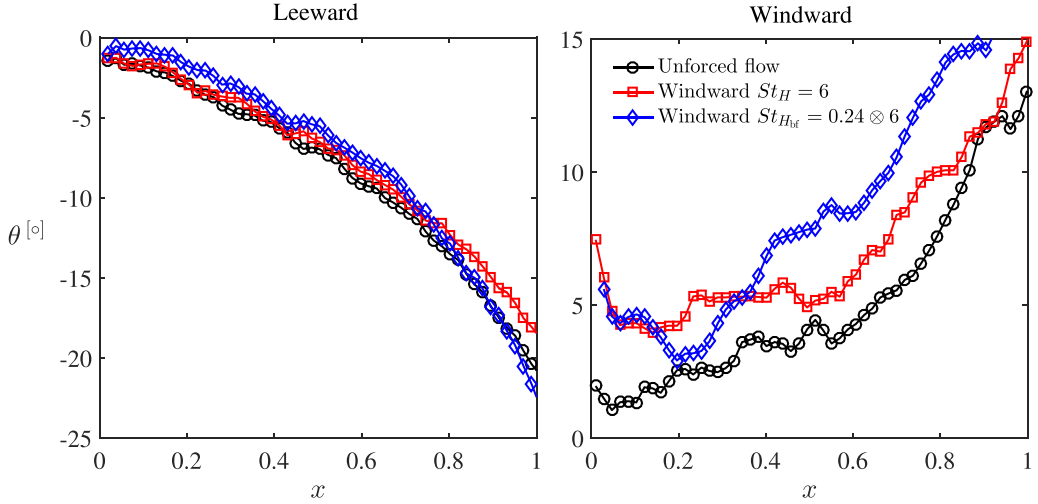 Leeward
Windward
0
-5
-10
-15
-20
-25
θ [∘]
0
0.2
0.4
0.6
0.8
1
x
15
10
5
0
Unforced flow
Windward St_H = 6
Windward St_{H_bf} = 0.24 ⊗ 6
0
0.2
0.4
0.6
0.8
1
x